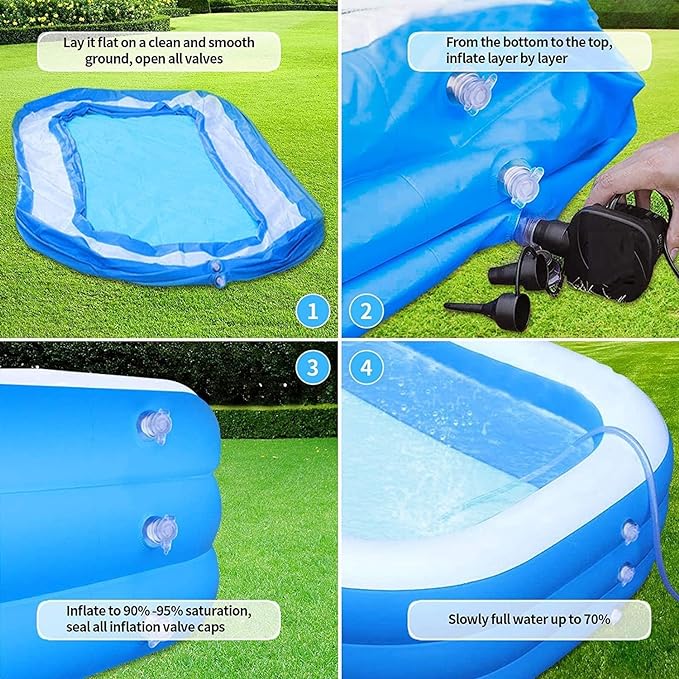 Lay it flat on a clean and smooth
ground, open all valves
1
From the bottom to the top,
inflate layer by layer
2
3
Inflate to 90% -95% saturation,
seal all inflation valve caps
4
Slowly full water up to 70%